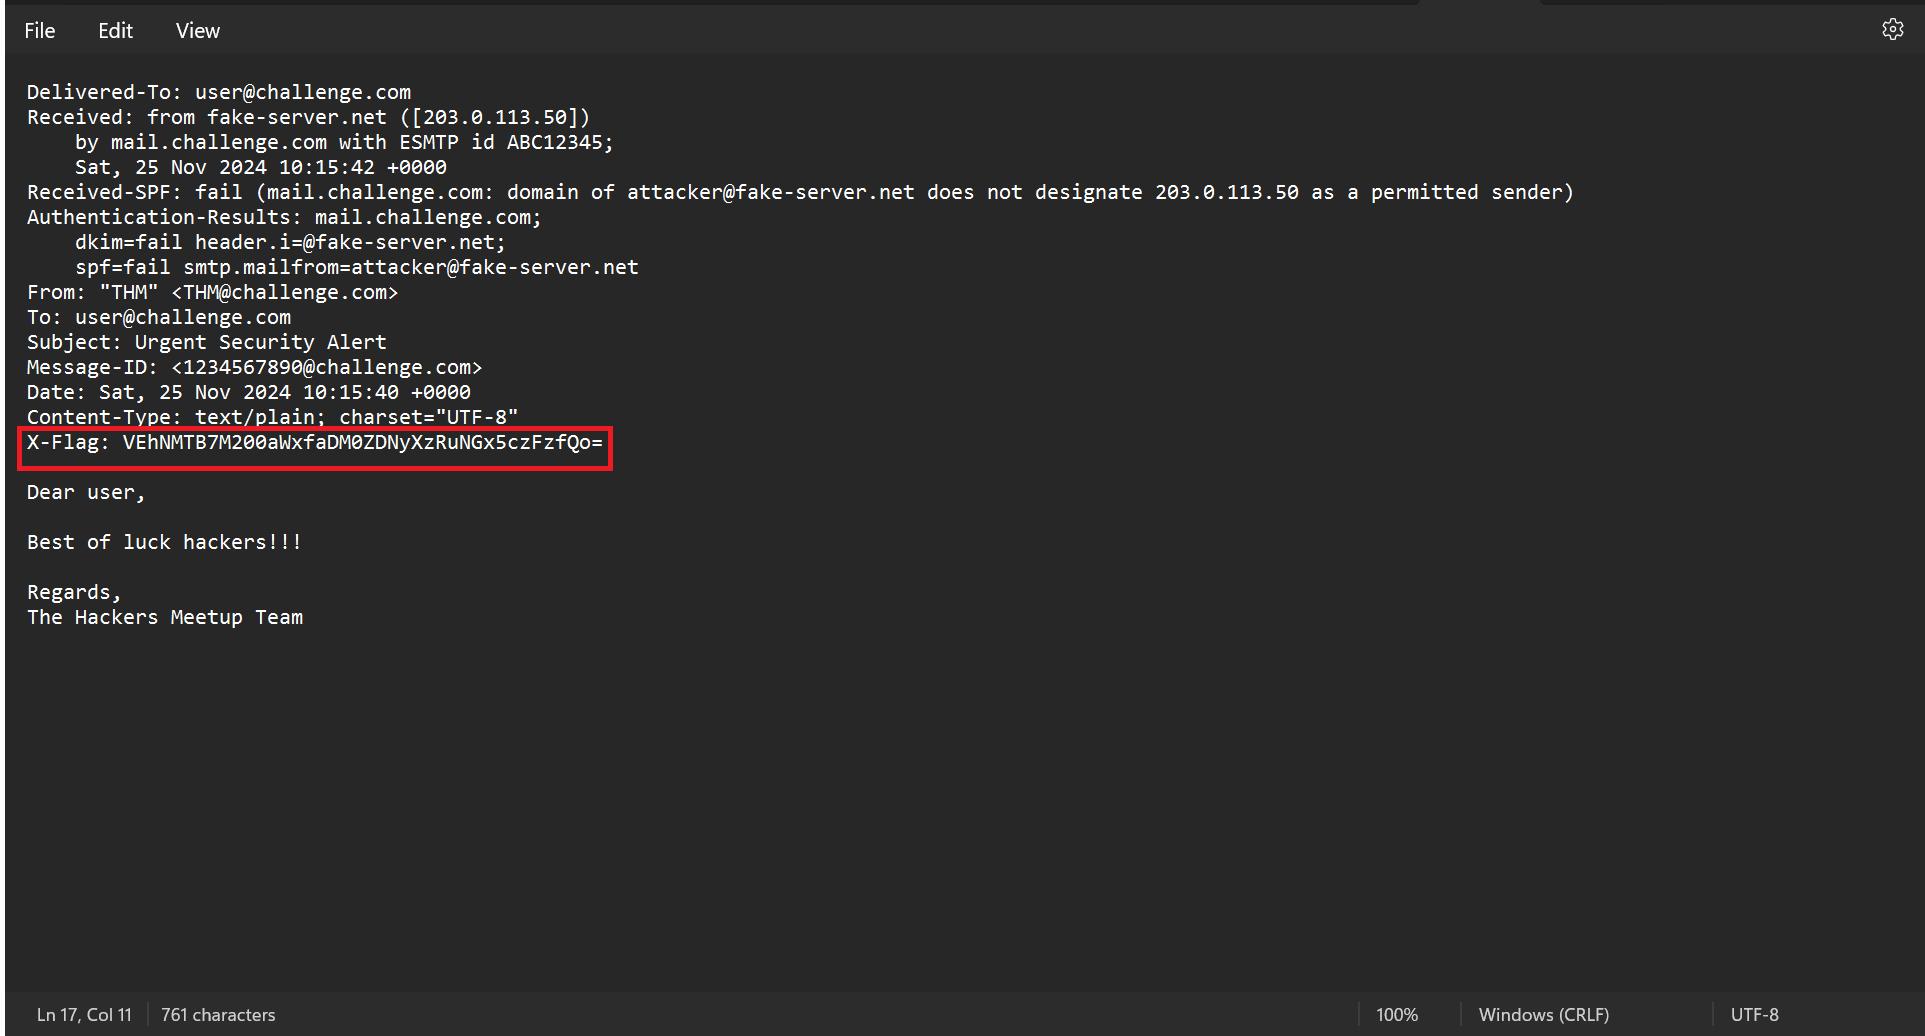 File Edit View
Delivered-To: user@challenge.com
Received: from fake-server.net ([203.0.113.50])
    by mail.challenge.com with ESMTP id ABC12345;
    Sat, 25 Nov 2024 10:15:42 +0000
Received-SPF: fail (mail.challenge.com: domain of attacker@fake-server.net does not designate 203.0.113.50 as a permitted sender)
Authentication-Results: mail.challenge.com;
    dkim=fail header.i=@fake-server.net;
    spf=fail smtp.mailfrom=attacker@fake-server.net
From: "THM" <THM@challenge.com>
To: user@challenge.com
Subject: Urgent Security Alert
Message-ID: <1234567890@challenge.com>
Date: Sat, 25 Nov 2024 10:15:40 +0000
Content-Type: text/plain; charset="UTF-8"
X-Flag: VEhNMTB7M200aWxfaDM0ZDNyXzRuNGx5czFzfQo=
Dear user,
Best of luck hackers!!!
Regards,
The Hackers Meetup Team
Ln 17, Col 11 761 characters 100% Windows (CRLF) UTF-8